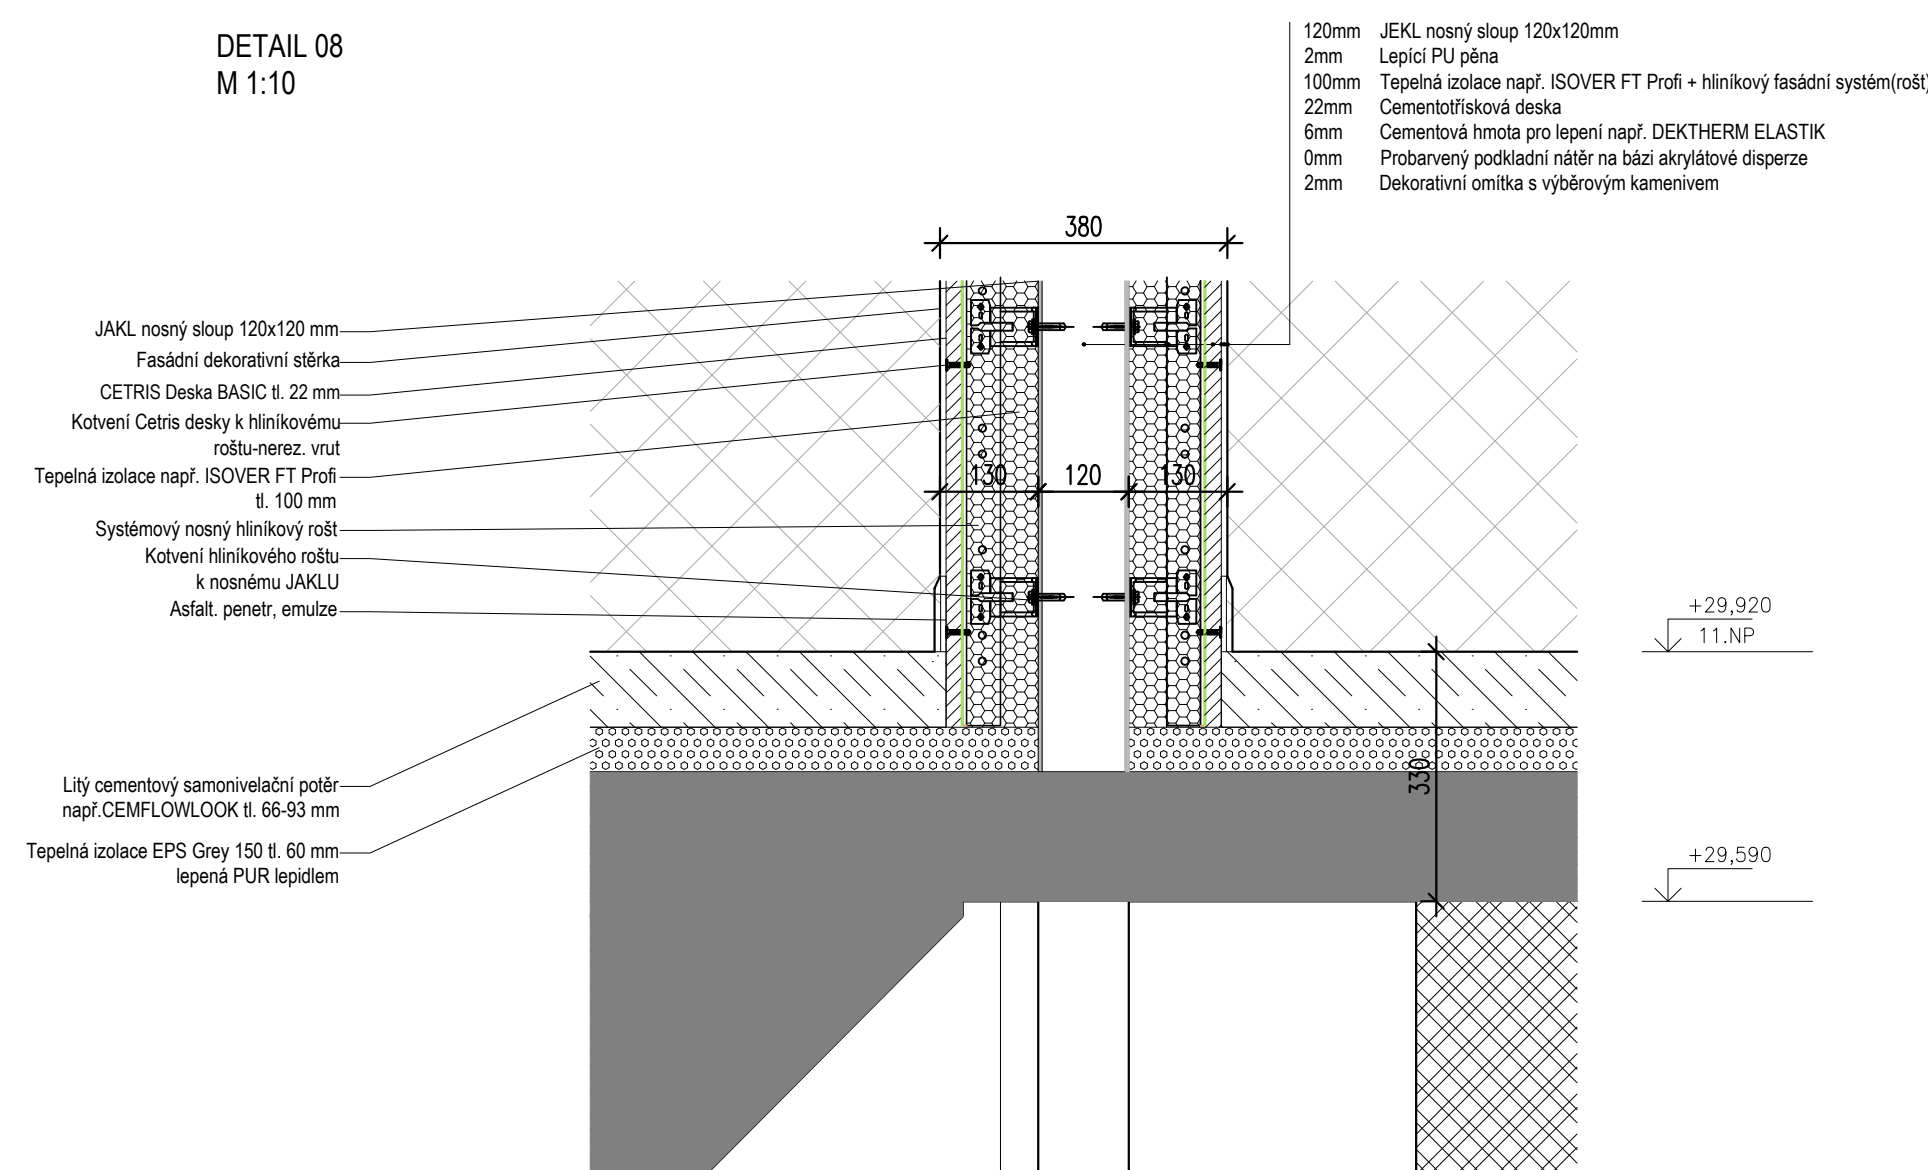 DETAIL 08
M 1:10
120mm JEKL nosný sloup 120x120mm
2mm Lepící PU pěna
100mm Tepelná izolace např. ISOVER FT Profi + hliníkový fasádní systém(rošt)
22mm Cementotřísková deska
6mm Cementová hmota pro lepení např. DEKTHERM ELASTIK
0mm Probarvený podkladní nátěr na bázi akrylátové disperze
2mm Dekorativní omítka s výběrovým kamenivem
380
JAKL nosný sloup 120x120 mm
Fasádní dekorativní stěrka
CETRIS Deska BASIC tl. 22 mm
Kotvení Cetris desky k hliníkovému
roštu-nerez. vrut
Tepelná izolace např. ISOVER FT Profi
tl. 100 mm
Systémový nosný hliníkový rošt
Kotvení hliníkového roštu
k nosnému JAKLU
Asfalt. penetr, emulze
130 120 130
+29,920
11.NP
Litý cementový samonivelační potěr
např.CEMFLOWLOOK tl. 66-93 mm
330
Tepelná izolace EPS Grey 150 tl. 60 mm
lepená PUR lepidlem
+29,590